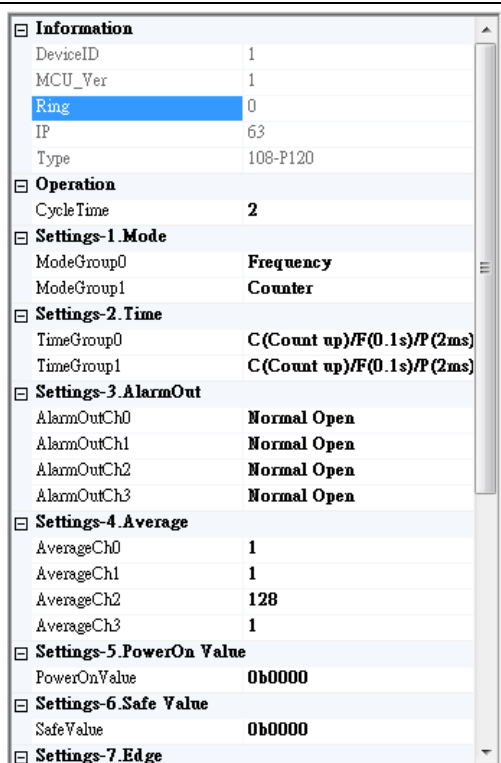 Information
DeviceID 1
MCU_Ver 1
Ring 0
IP 63
Type 108-P120
Operation
CycleTime 2
Settings-1.Mode
ModeGroup0 Frequency
ModeGroup1 Counter
Settings-2.Time
TimeGroup0 C(Count up)/F(0.1s)/P(2ms)
TimeGroup1 C(Count up)/F(0.1s)/P(2ms)
Settings-3.AlarmOut
AlarmOutCh0 Normal Open
AlarmOutCh1 Normal Open
AlarmOutCh2 Normal Open
AlarmOutCh3 Normal Open
Settings-4.Average
AverageCh0 1
AverageCh1 1
AverageCh2 128
AverageCh3 1
Settings-5.PowerOn Value
PowerOnValue 0b0000
Settings-6.Safe Value
SafeValue 0b0000
Settings-7.Edge